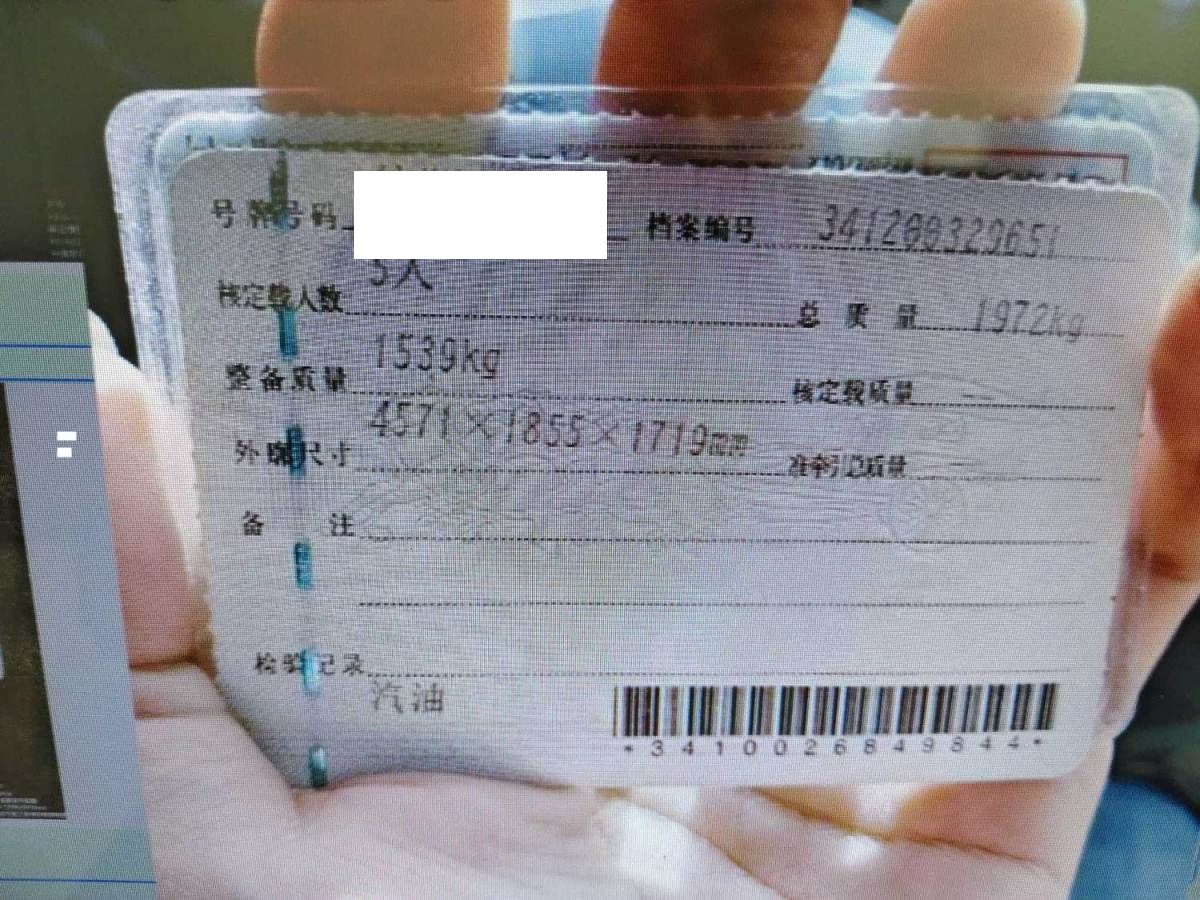 号牌号码 档案编号 341200329651
核定载人数 5人 总质量 1972kg
整备质量 1539kg 核定载质量 --
外廓尺寸 4571×1855×1719mm 准牵引总质量 --
备注
检验记录
汽油
*3410026849844*